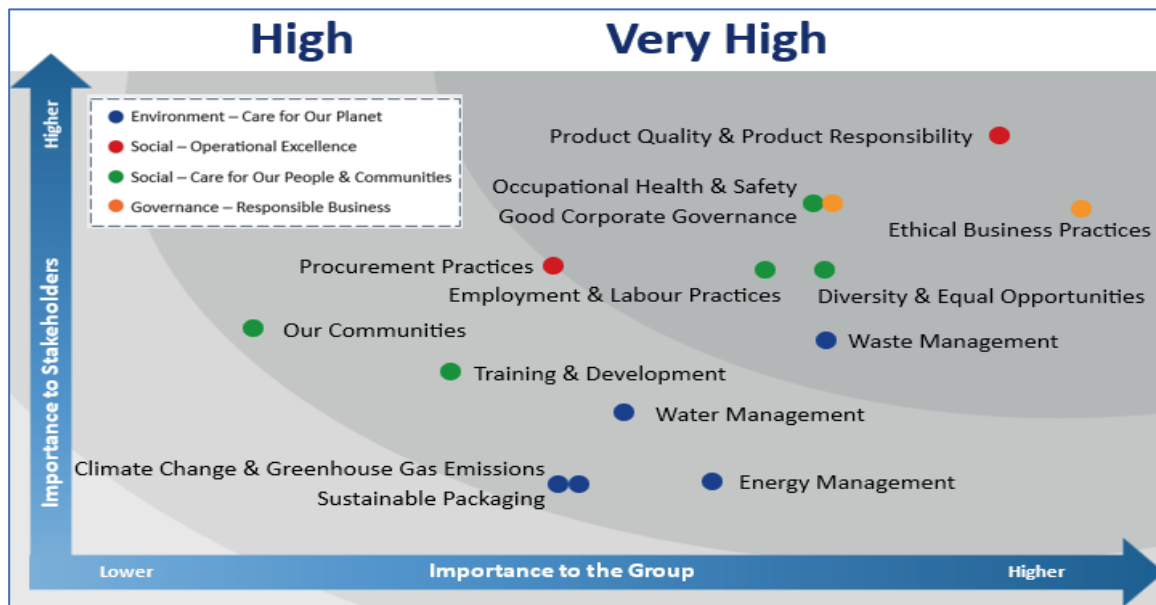 High
Very High
Higher
Importance to Stakeholders
Environment – Care for Our Planet
Social – Operational Excellence
Social – Care for Our People & Communities
Governance – Responsible Business
Product Quality & Product Responsibility
Occupational Health & Safety
Good Corporate Governance
Ethical Business Practices
Procurement Practices
Employment & Labour Practices
Diversity & Equal Opportunities
Our Communities
Waste Management
Training & Development
Water Management
Climate Change & Greenhouse Gas Emissions
Sustainable Packaging
Energy Management
Lower
Importance to the Group
Higher